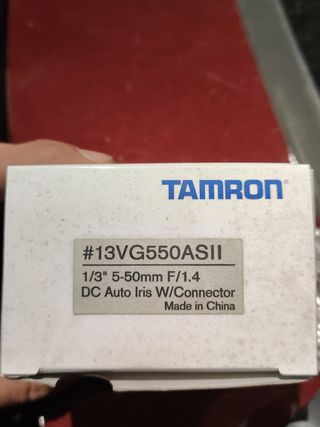 TAMRON
#13VG550ASII
1/3" 5-50mm F/1.4
DC Auto Iris W/Connector
Made in China